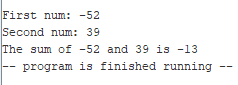 First num: -52
Second num: 39
The sum of -52 and 39 is -13
-- program is finished running --